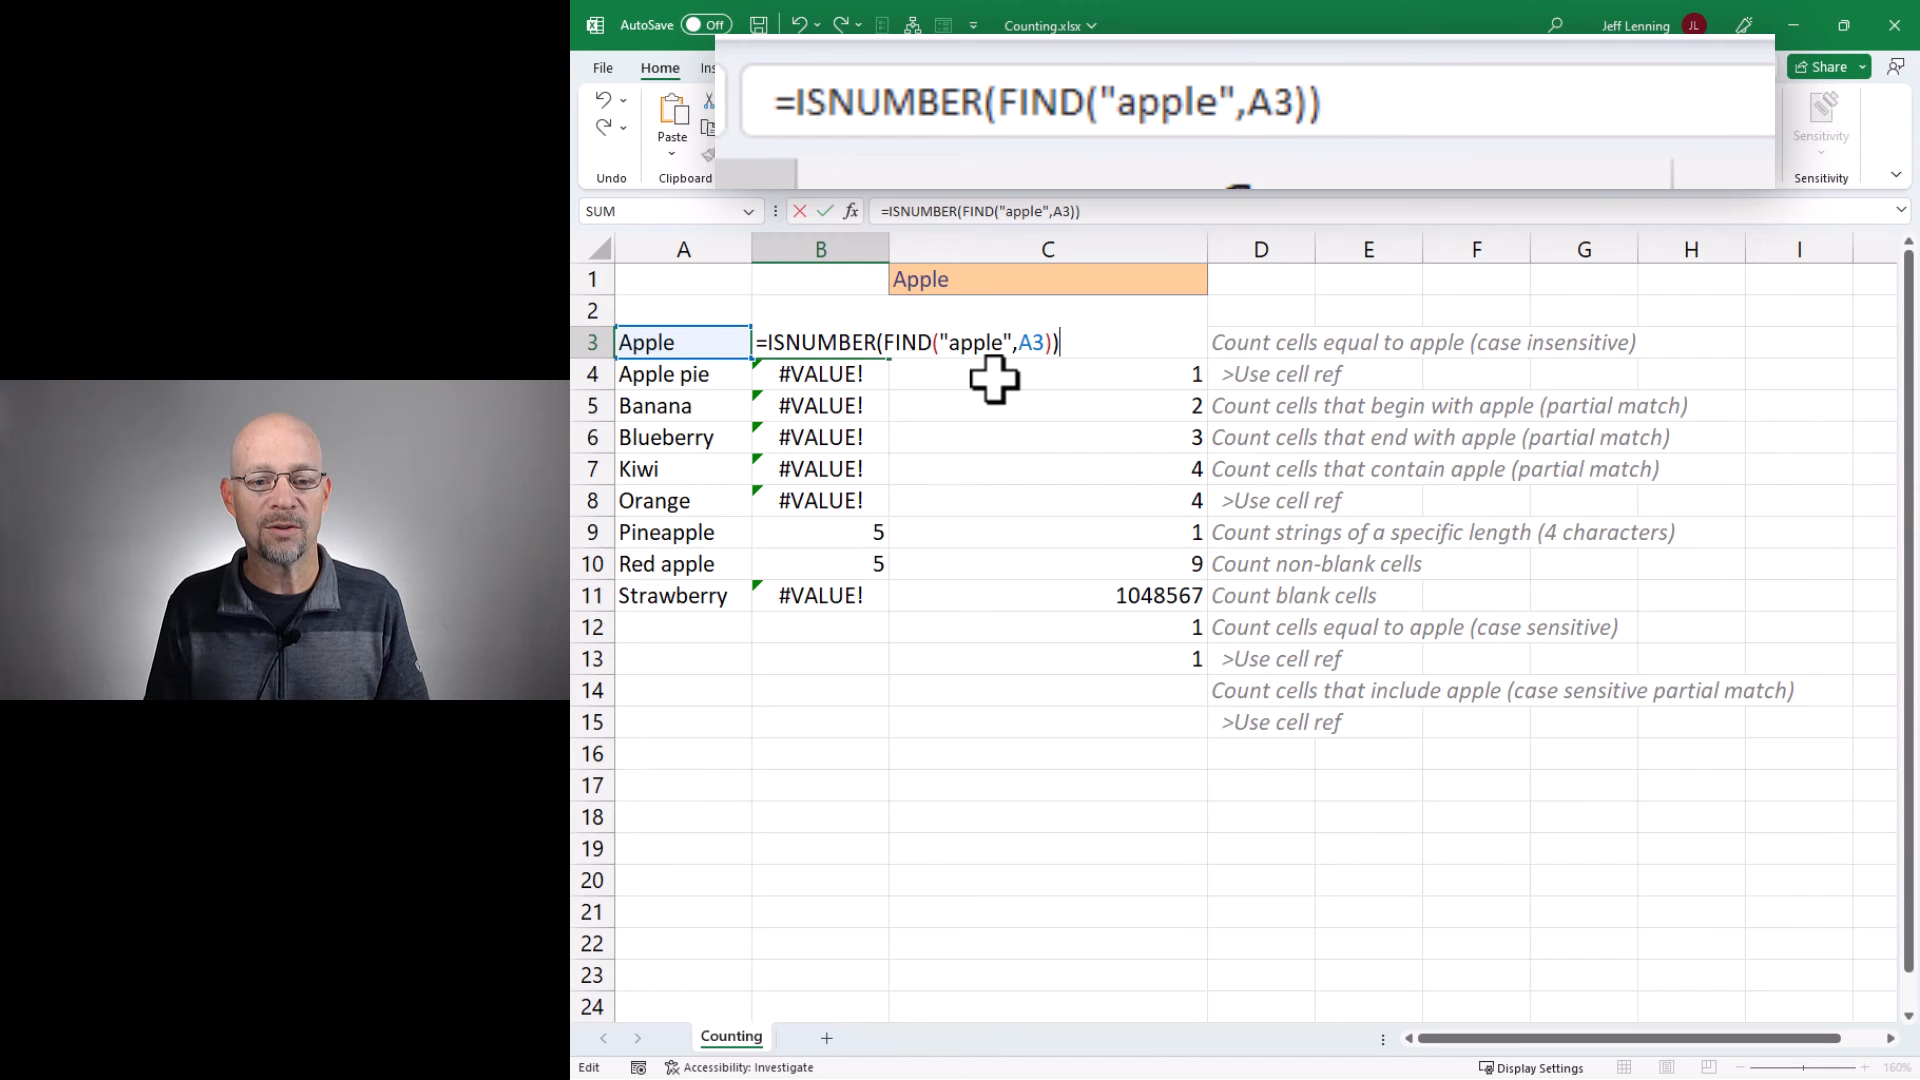 AutoSave Off Counting.xlsx Jeff Lenning JL
File Home Ins Share
=ISNUMBER(FIND("apple",A3))
Paste Sensitivity
Undo Clipboard Sensitivity
SUM fx =ISNUMBER(FIND("apple",A3))
A B C D E F G H I
1 Apple
2
3 Apple =ISNUMBER(FIND("apple",A3)) Count cells equal to apple (case insensitive)
4 Apple pie #VALUE! 1 >Use cell ref
5 Banana #VALUE! 2 Count cells that begin with apple (partial match)
6 Blueberry #VALUE! 3 Count cells that end with apple (partial match)
7 Kiwi #VALUE! 4 Count cells that contain apple (partial match)
8 Orange #VALUE! 4 >Use cell ref
9 Pineapple 5 1 Count strings of a specific length (4 characters)
10 Red apple 5 9 Count non-blank cells
11 Strawberry #VALUE! 1048567 Count blank cells
12 1 Count cells equal to apple (case sensitive)
13 1 >Use cell ref
14 Count cells that include apple (case sensitive partial match)
15 >Use cell ref
16
17
18
19
20
21
22
23
24
Counting
Edit Accessibility: Investigate Display Settings 160%